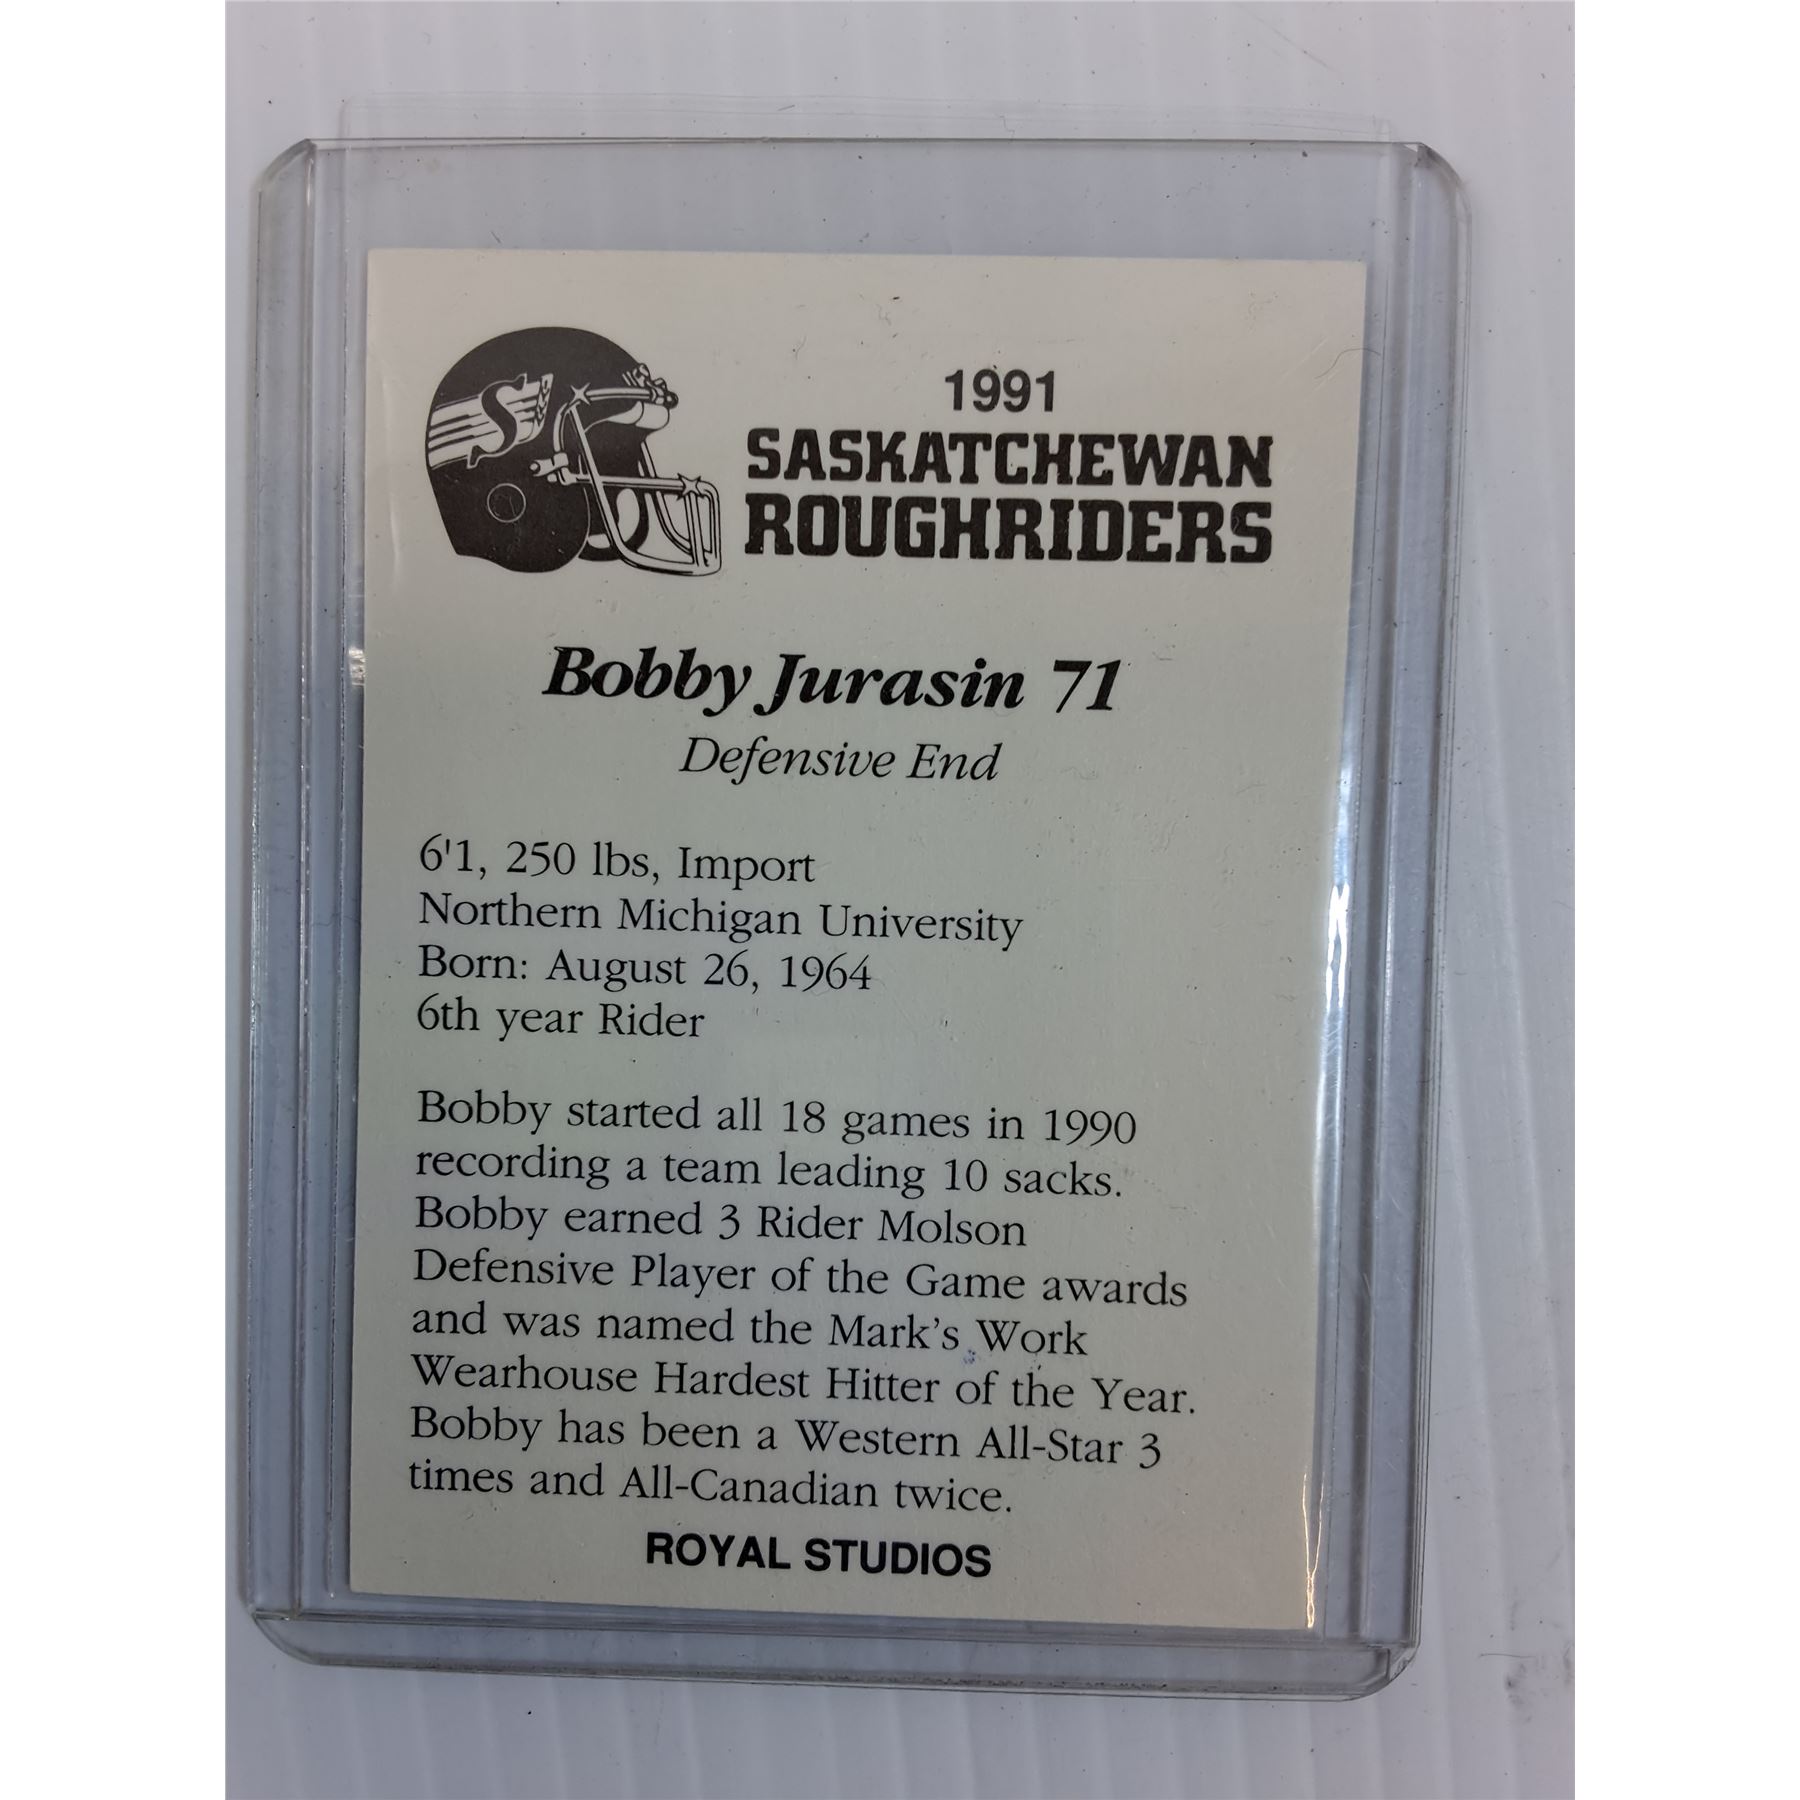 S
1991
SASKATCHEWAN
ROUGHRIDERS
Bobby Jurasin 71
Defensive End
6'1, 250 lbs, Import
Northern Michigan University
Born: August 26, 1964
6th year Rider
Bobby started all 18 games in 1990
recording a team leading 10 sacks.
Bobby earned 3 Rider Molson
Defensive Player of the Game awards
and was named the Mark's Work
Wearhouse Hardest Hitter of the Year.
Bobby has been a Western All-Star 3
times and All-Canadian twice.
ROYAL STUDIOS